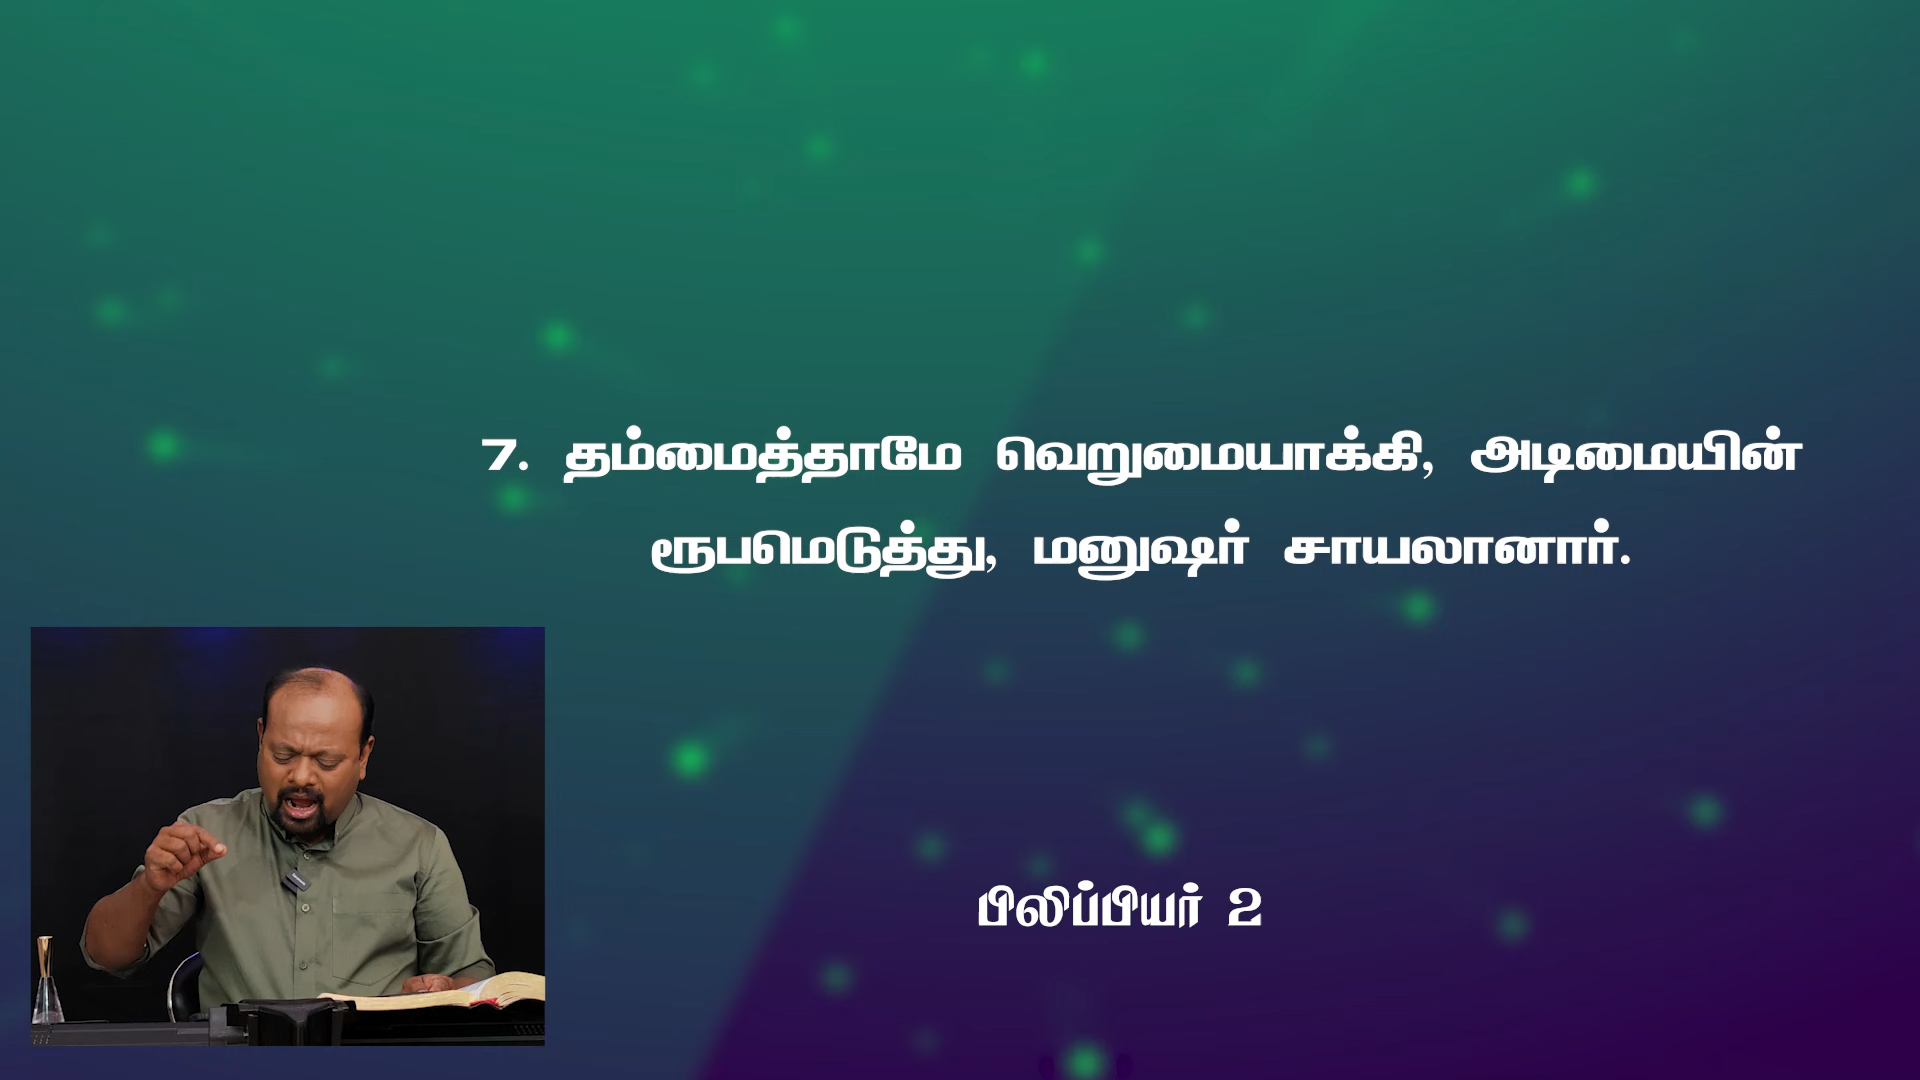 7. தம்மைத்தாமே வெறுமையாக்கி, அடிமையின்
ரூபமெடுத்து, மனுஷர் சாயலானார்.
பிலிப்பியர் 2